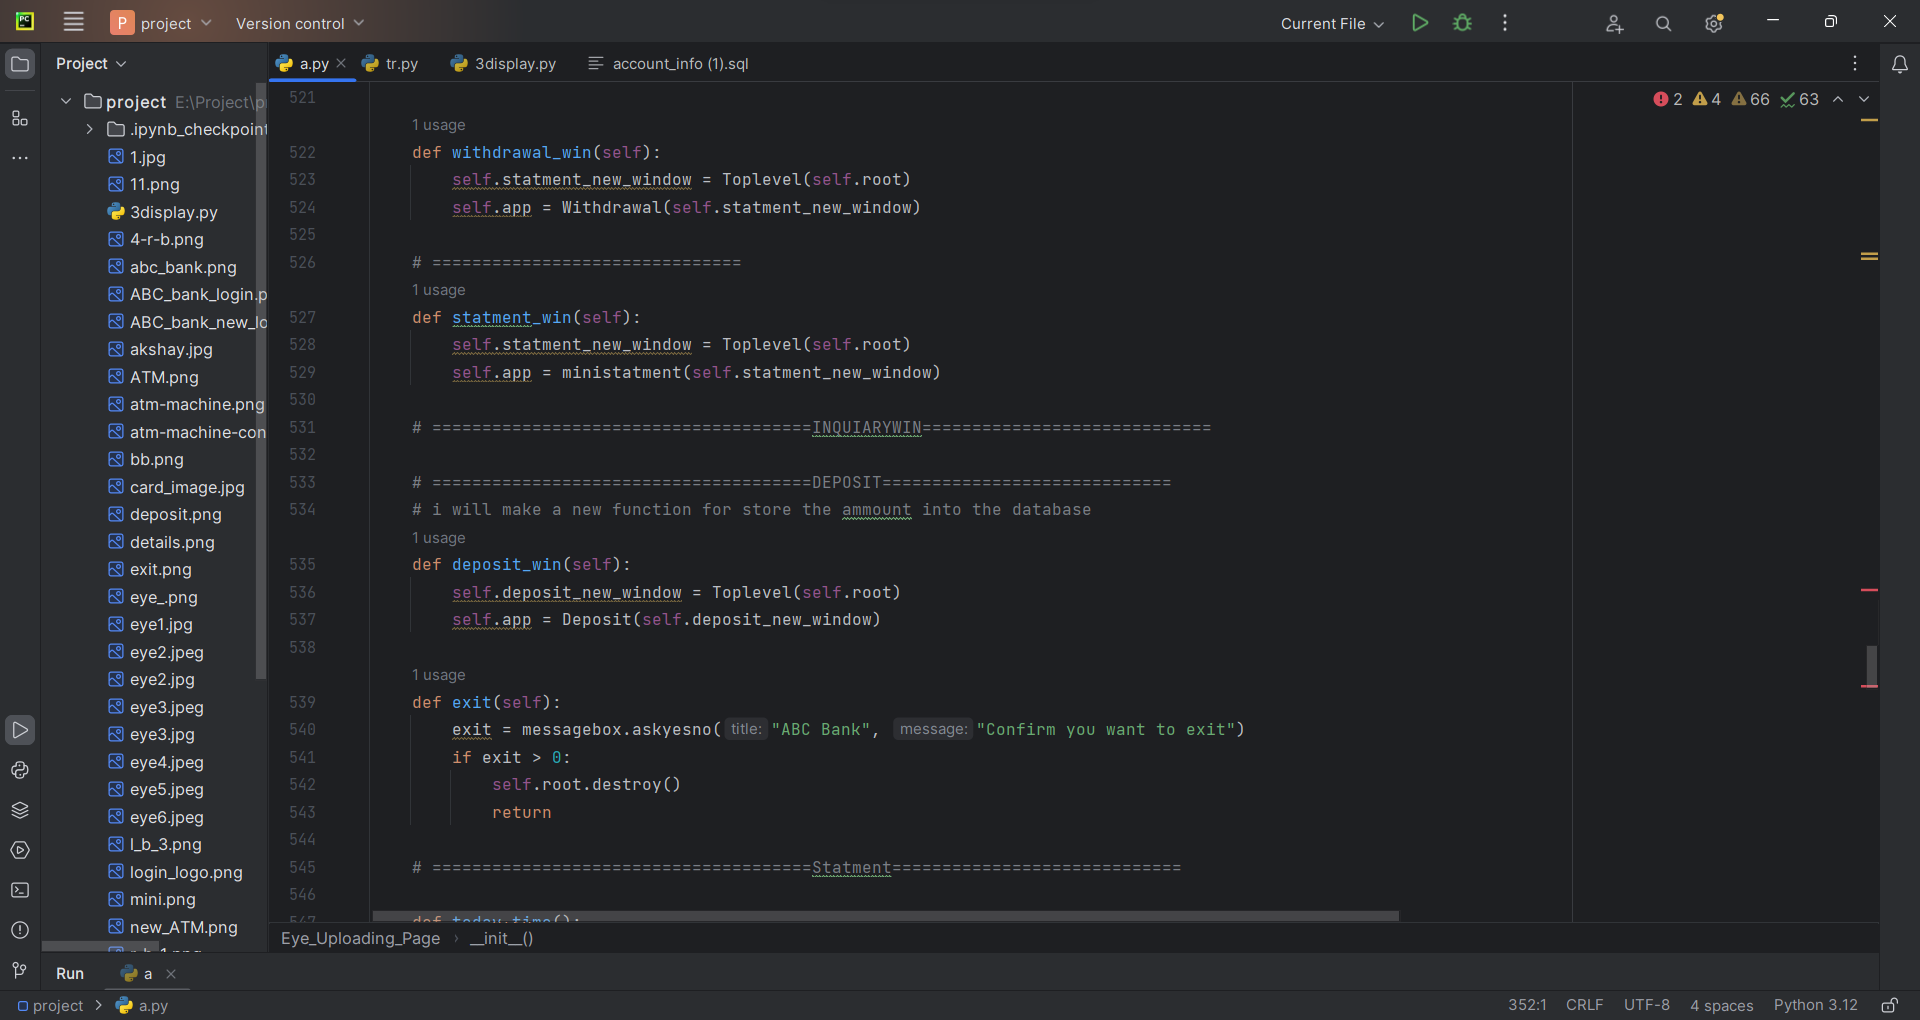 PC
P project Version control
Current File
Project
a.py tr.py 3display.py account_info (1).sql
project E:\Project\p
.ipynb_checkpoint
1.jpg
11.png
3display.py
4-r-b.png
abc_bank.png
ABC_bank_login.p
ABC_bank_new_lo
akshay.jpg
ATM.png
atm-machine.png
atm-machine-con
bb.png
card_image.jpg
deposit.png
details.png
exit.png
eye_.png
eye1.jpg
eye2.jpeg
eye2.jpg
eye3.jpeg
eye3.jpg
eye4.jpeg
eye5.jpeg
eye6.jpeg
l_b_3.png
login_logo.png
mini.png
new_ATM.png
2 4 66 63
521
1 usage
522 def withdrawal_win(self):
523 self.statment_new_window = Toplevel(self.root)
524 self.app = Withdrawal(self.statment_new_window)
525
526 # ===============================
1 usage
527 def statment_win(self):
528 self.statment_new_window = Toplevel(self.root)
529 self.app = ministatment(self.statment_new_window)
530
531 # ======================================INQUIARYWIN=============================
532
533 # ======================================DEPOSIT=============================
534 # i will make a new function for store the ammount into the database
1 usage
535 def deposit_win(self):
536 self.deposit_new_window = Toplevel(self.root)
537 self.app = Deposit(self.deposit_new_window)
538
1 usage
539 def exit(self):
540 exit = messagebox.askyesno( title: "ABC Bank", message: "Confirm you want to exit")
541 if exit > 0:
542 self.root.destroy()
543 return
544
545 # ======================================Statment=============================
546
547 def today_time():
Eye_Uploading_Page › __init__()
Run a
project > a.py
352:1 CRLF UTF-8 4 spaces Python 3.12